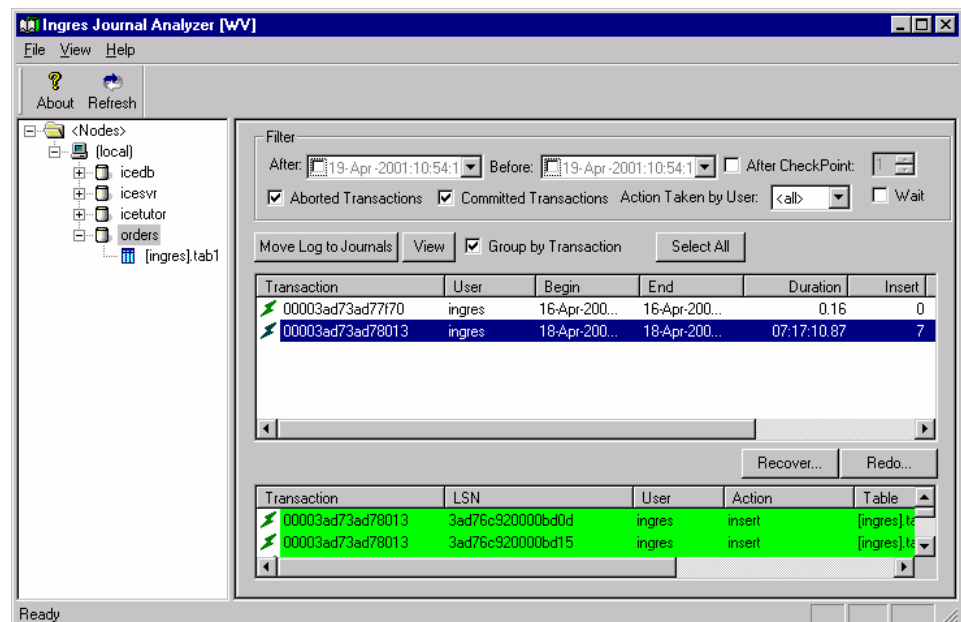 Ingres Journal Analyzer [WV]
File View Help
About Refresh
<Nodes>
(local)
icedb
icesvr
icetutor
orders
[ingres].tab1
Filter
After: 19-Apr-2001:10:54:1 Before: 19-Apr-2001:10:54:1 After CheckPoint: 1
Aborted Transactions Committed Transactions Action Taken by User: <all> Wait
Move Log to Journals View Group by Transaction Select All
Transaction User Begin End Duration Insert
00003ad73ad77f70 ingres 16-Apr-200... 16-Apr-200... 0.16 0
00003ad73ad78013 ingres 18-Apr-200... 18-Apr-200... 07:17:10.87 7
Recover... Redo...
Transaction LSN User Action Table
00003ad73ad78013 3ad76c920000bd0d ingres insert [ingres].ta
00003ad73ad78013 3ad76c920000bd15 ingres insert [ingres].ta
Ready